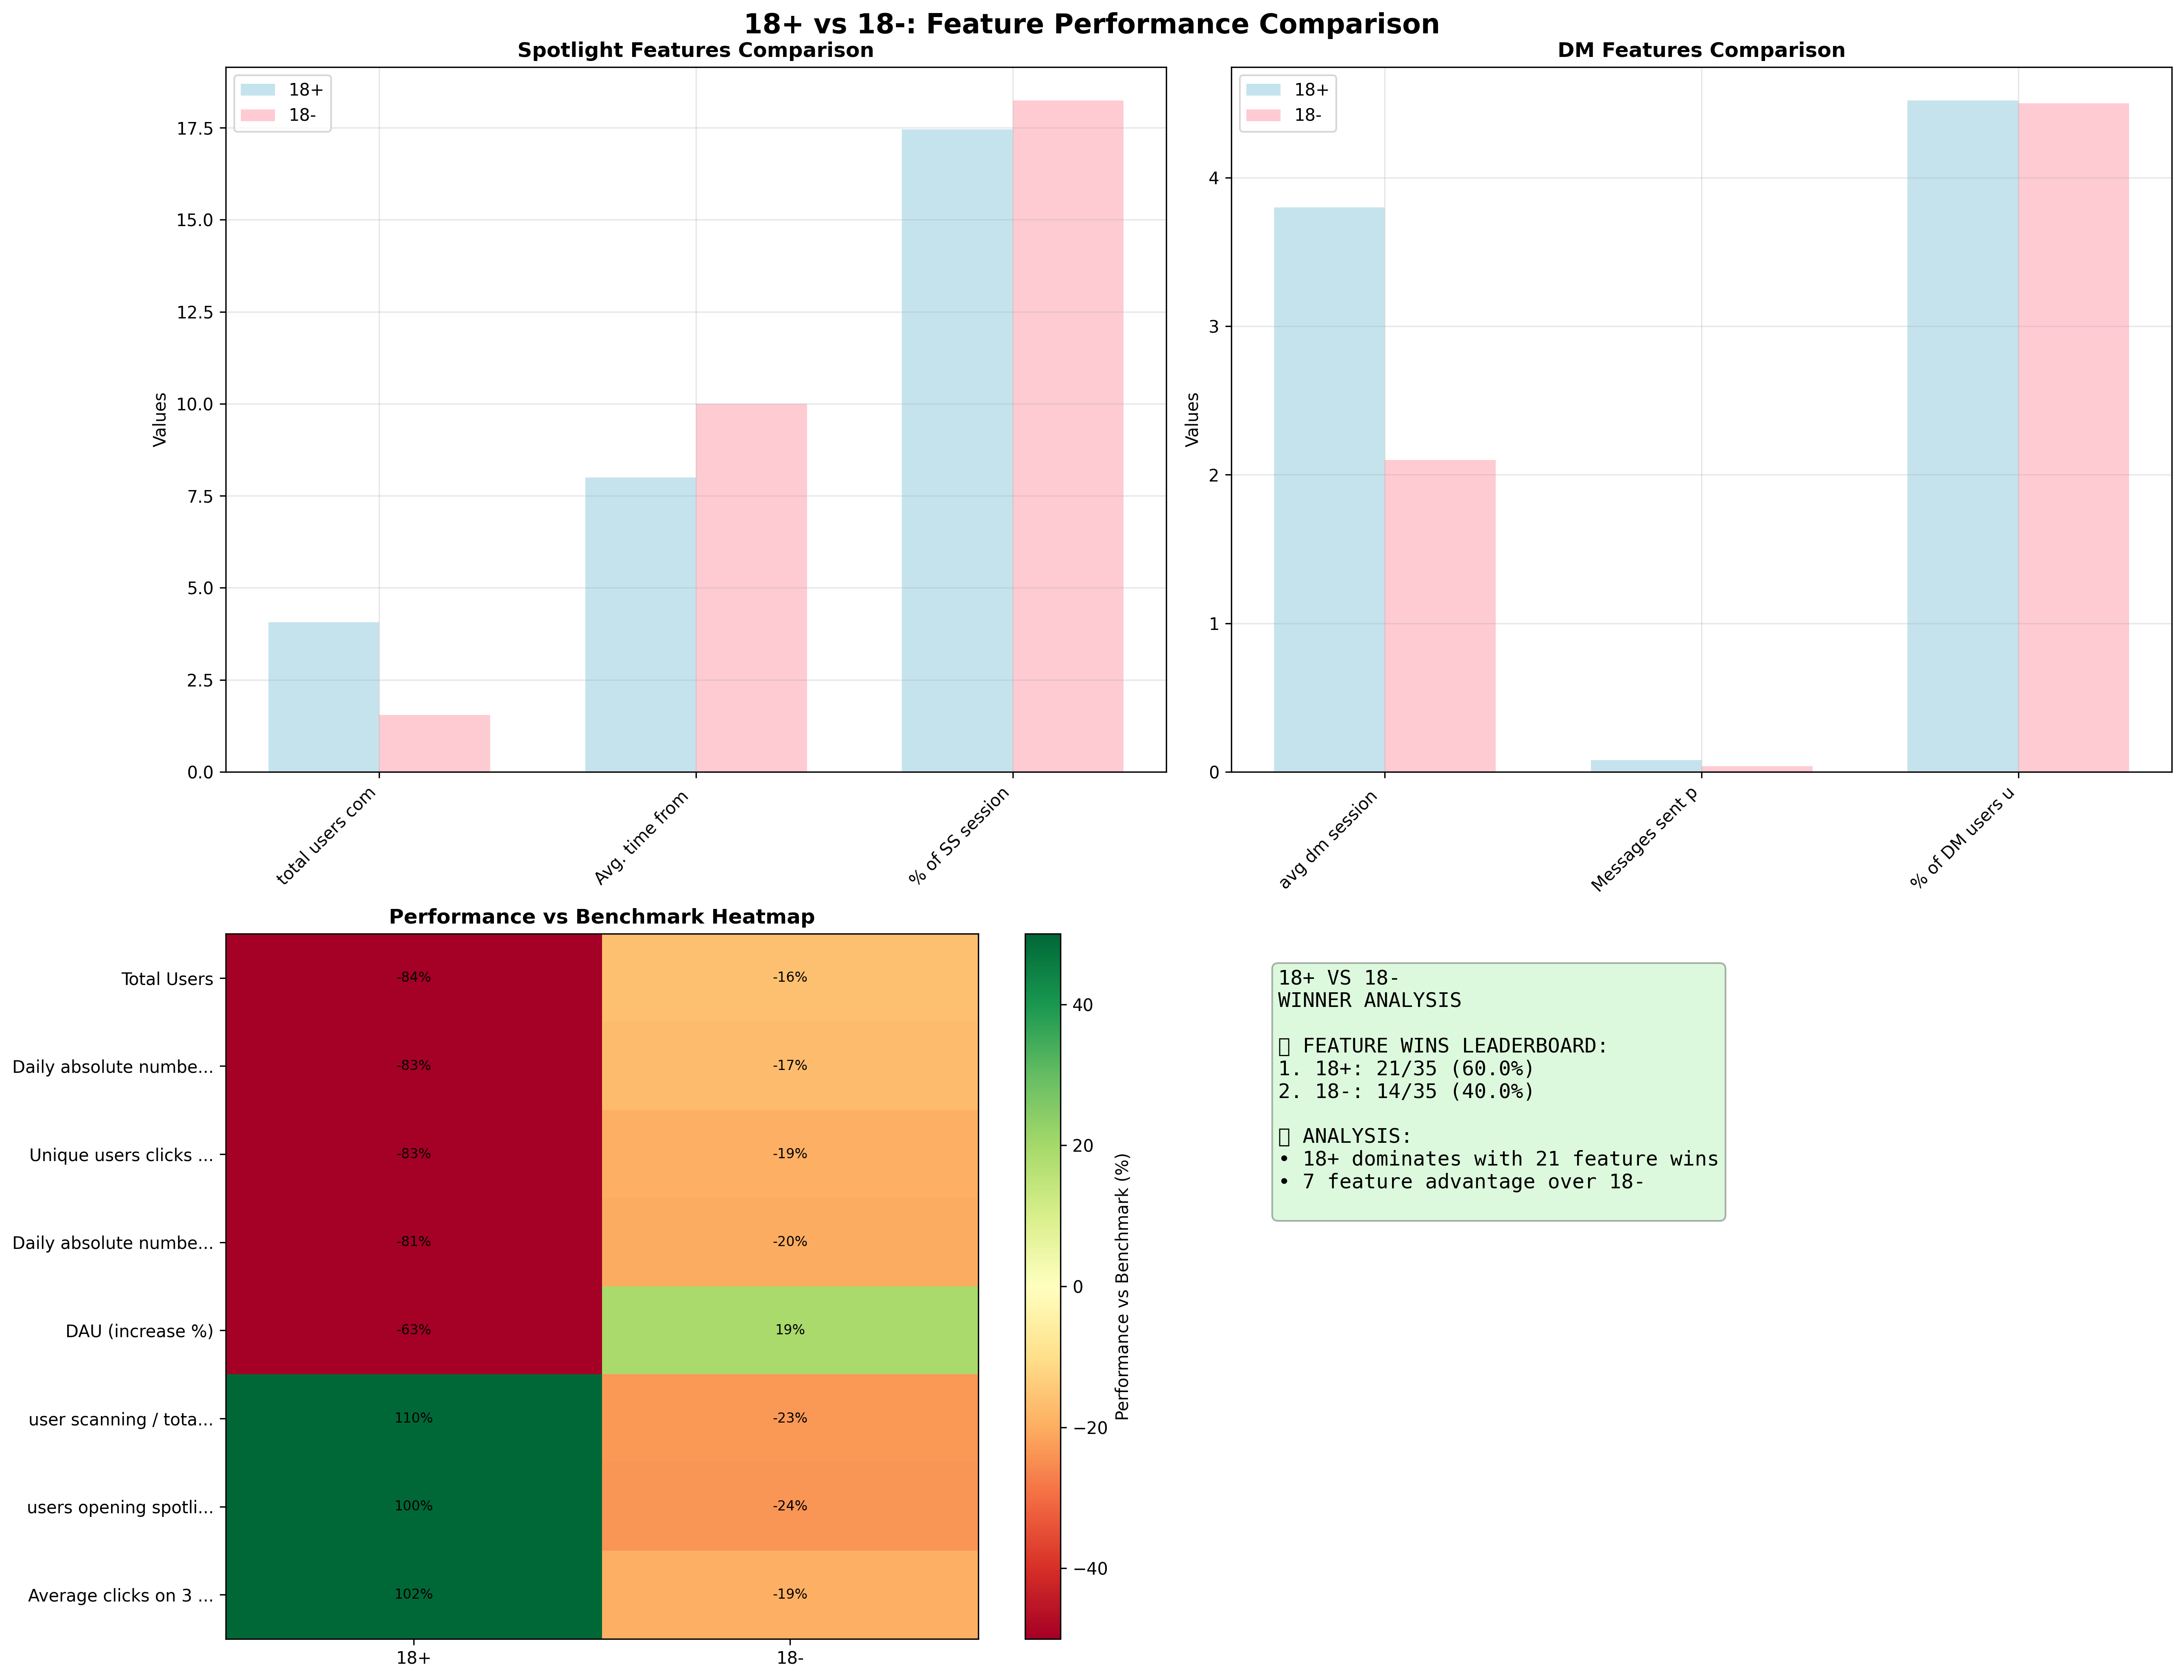 18+ vs 18-: Feature Performance Comparison
Spotlight Features Comparison
18+
18-
Values
17.5
15.0
12.5
10.0
7.5
5.0
2.5
0.0
total users com
Avg. time from
% of SS session
DM Features Comparison
18+
18-
Values
4
3
2
1
0
avg dm session
Messages sent p
% of DM users u
Performance vs Benchmark Heatmap
Total Users -84% -16%
Daily absolute numbe... -83% -17%
Unique users clicks ... -83% -19%
Daily absolute numbe... -81% -20%
DAU (increase %) -63% 19%
user scanning / tota... 110% -23%
users opening spotli... 100% -24%
Average clicks on 3 ... 102% -19%
18+ 18-
40
20
0
−20
−40
Performance vs Benchmark (%)
18+ VS 18-
WINNER ANALYSIS
FEATURE WINS LEADERBOARD:
1. 18+: 21/35 (60.0%)
2. 18-: 14/35 (40.0%)
ANALYSIS:
• 18+ dominates with 21 feature wins
• 7 feature advantage over 18-